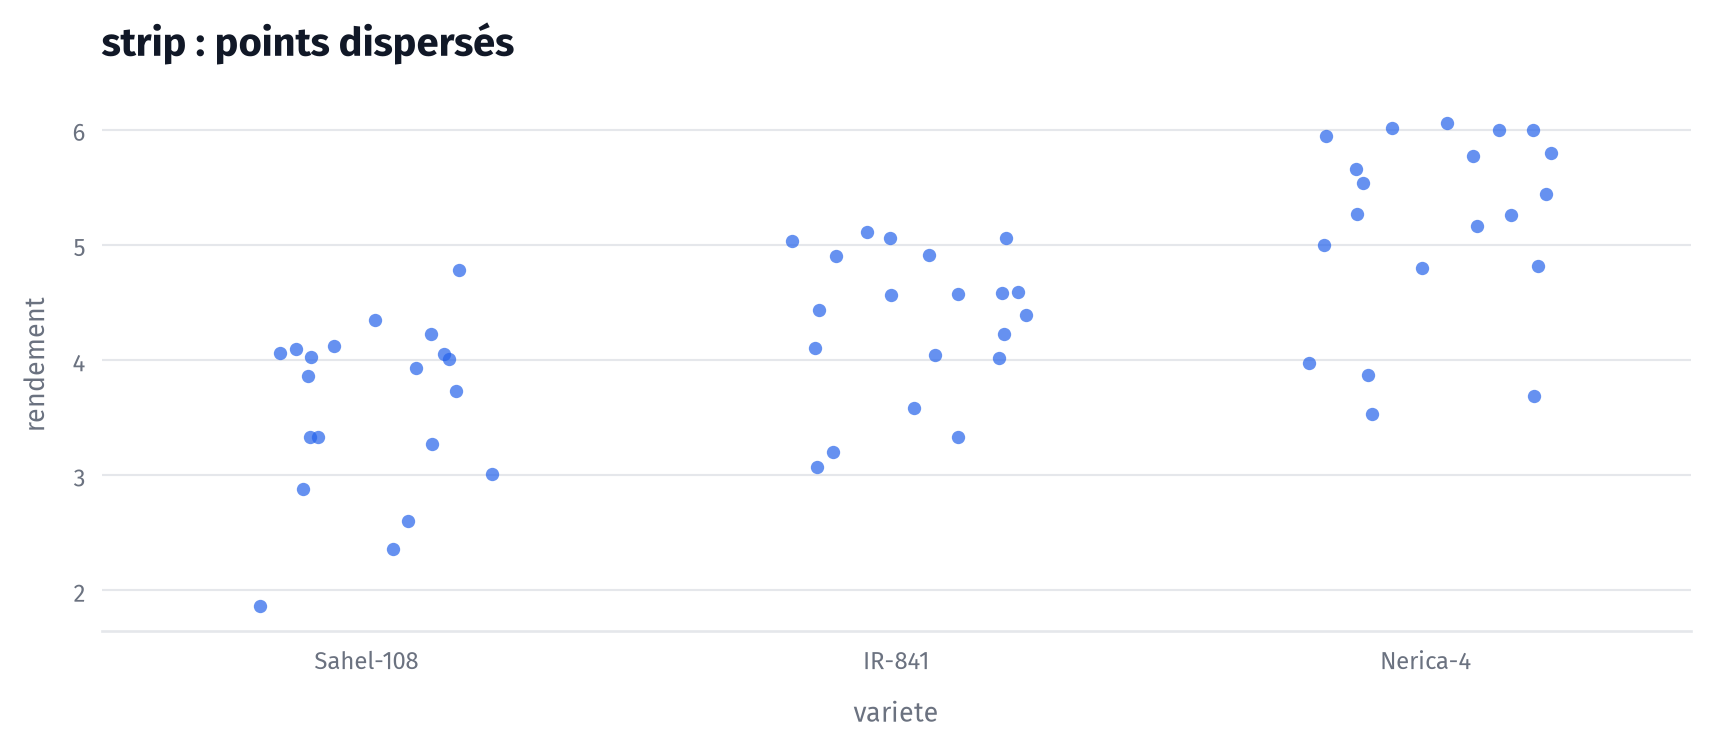 strip : points dispersés
6
5
4
3
2
rendement
Sahel-108
IR-841
Nerica-4
variete